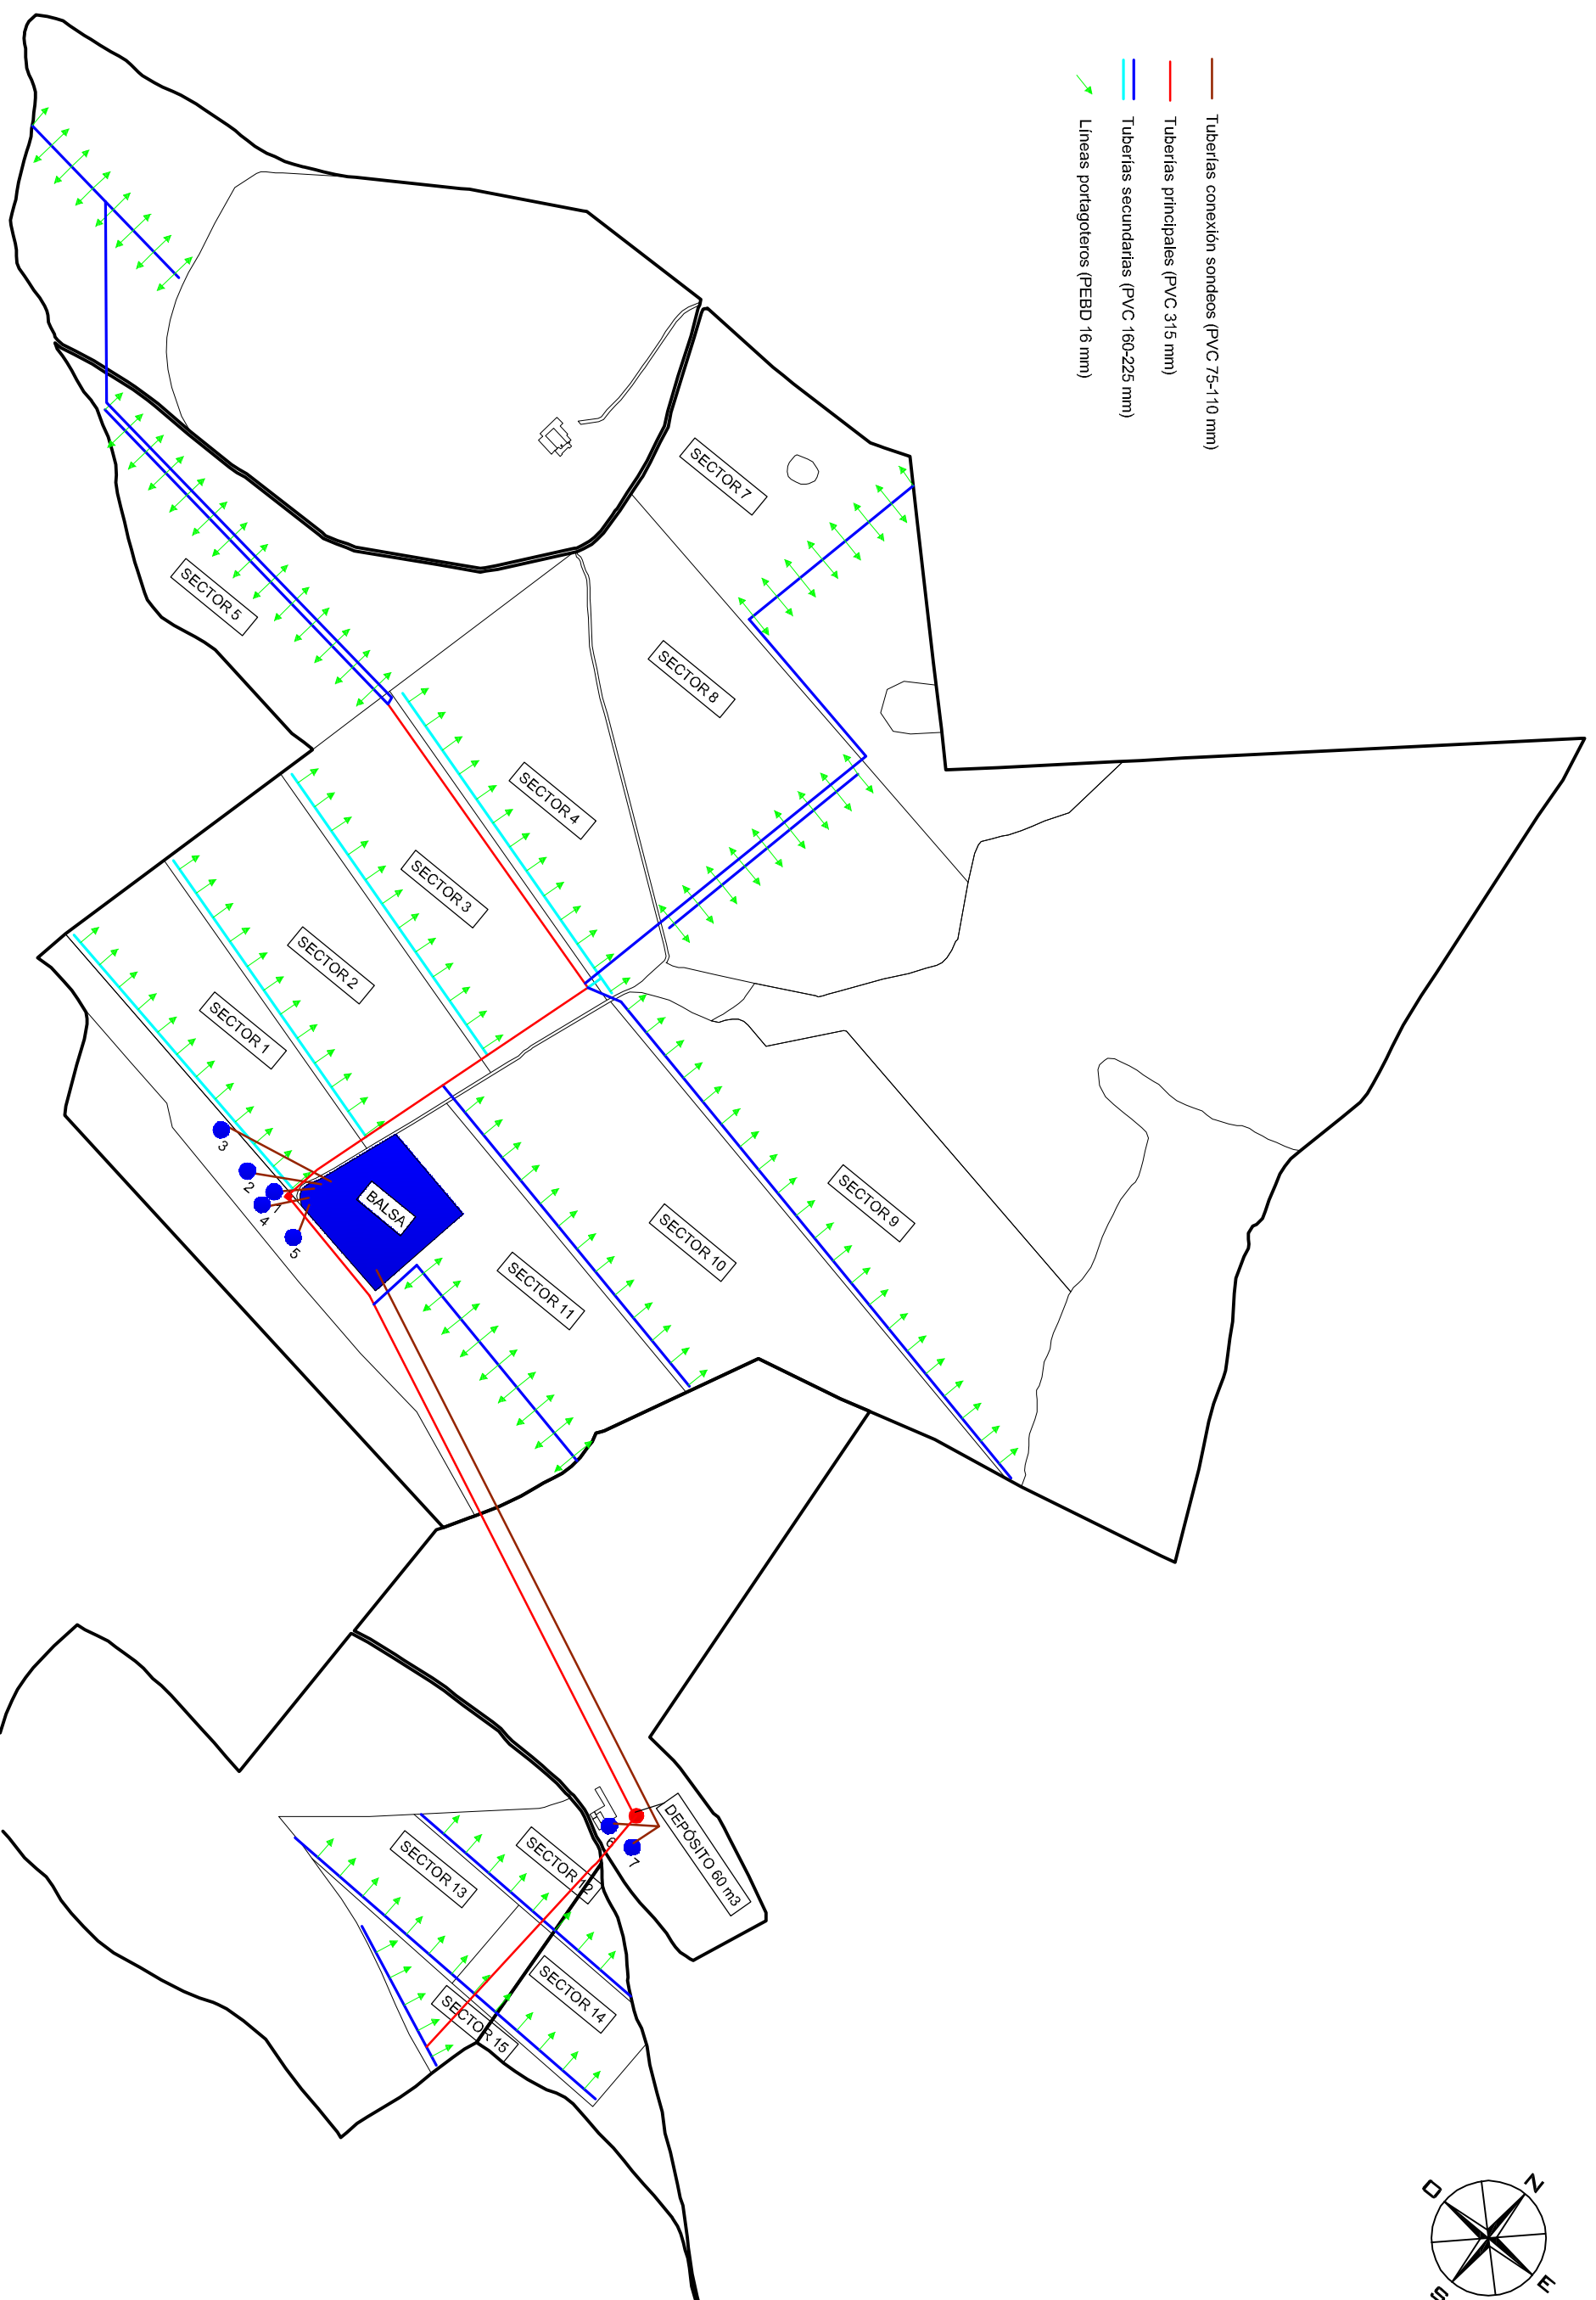 Tuberías conexión sondeos (PVC 75-110 mm)
Tuberías principales (PVC 315 mm)
Tuberías secundarias (PVC 160-225 mm)
Líneas portagoteros (PEBD 16 mm)
SECTOR 7
SECTOR 5
SECTOR 8
SECTOR 4
SECTOR 3
SECTOR 2
SECTOR 1
3
2
1
4
5
BALSA
SECTOR 9
SECTOR 10
SECTOR 11
DEPÓSITO 60 m3
6
7
SECTOR 12
SECTOR 13
SECTOR 14
SECTOR 15
N
O
E
S